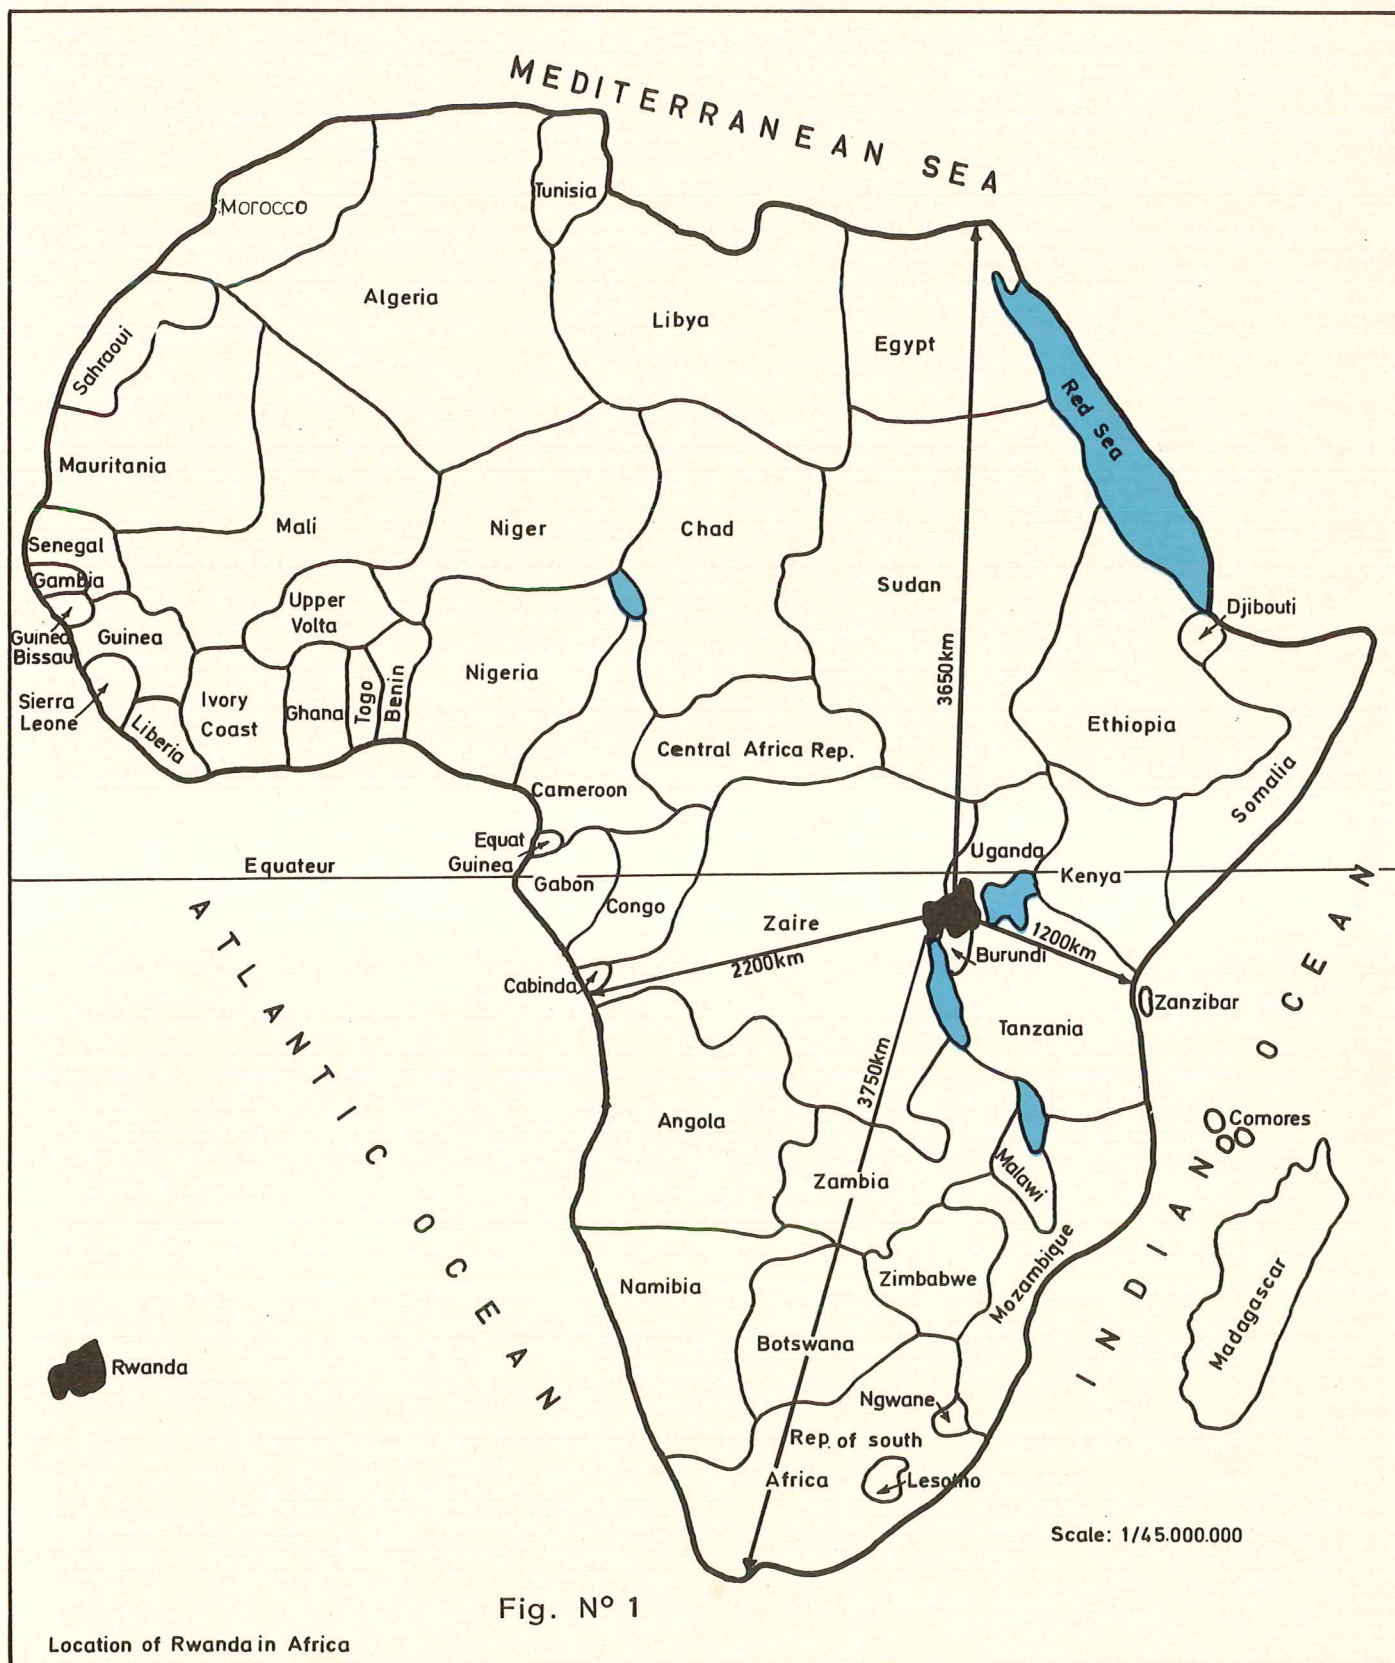 MEDITERRANEAN SEA
Tunisia
Morocco
Algeria
Libya
Egypt
Sahraoui
Red Sea
Mauritania
Mali
Niger
Chad
Sudan
Senegal
Gambia
Guinea
Bissau
Guinea
Upper
Volta
Djibouti
Nigeria
Sierra
Leone
Liberia
Ivory
Coast
Ghana
Togo
Benin
3650km
Ethiopia
Central Africa Rep.
Somalia
Cameroon
Equat
Guinea
Equateur
Gabon
Congo
Uganda
Kenya
Zaire
2200km
1200km
Burundi
Cabinda
Zanzibar
Tanzania
3750km
ATLANTIC OCEAN
INDIAN OCEAN
Angola
Comores
Zambia
Malawi
Mozambique
Namibia
Zimbabwe
Madagascar
Botswana
Rwanda
Ngwane
Rep. of south
Africa
Lesotho
Scale: 1/45.000.000
Fig. N° 1
Location of Rwanda in Africa